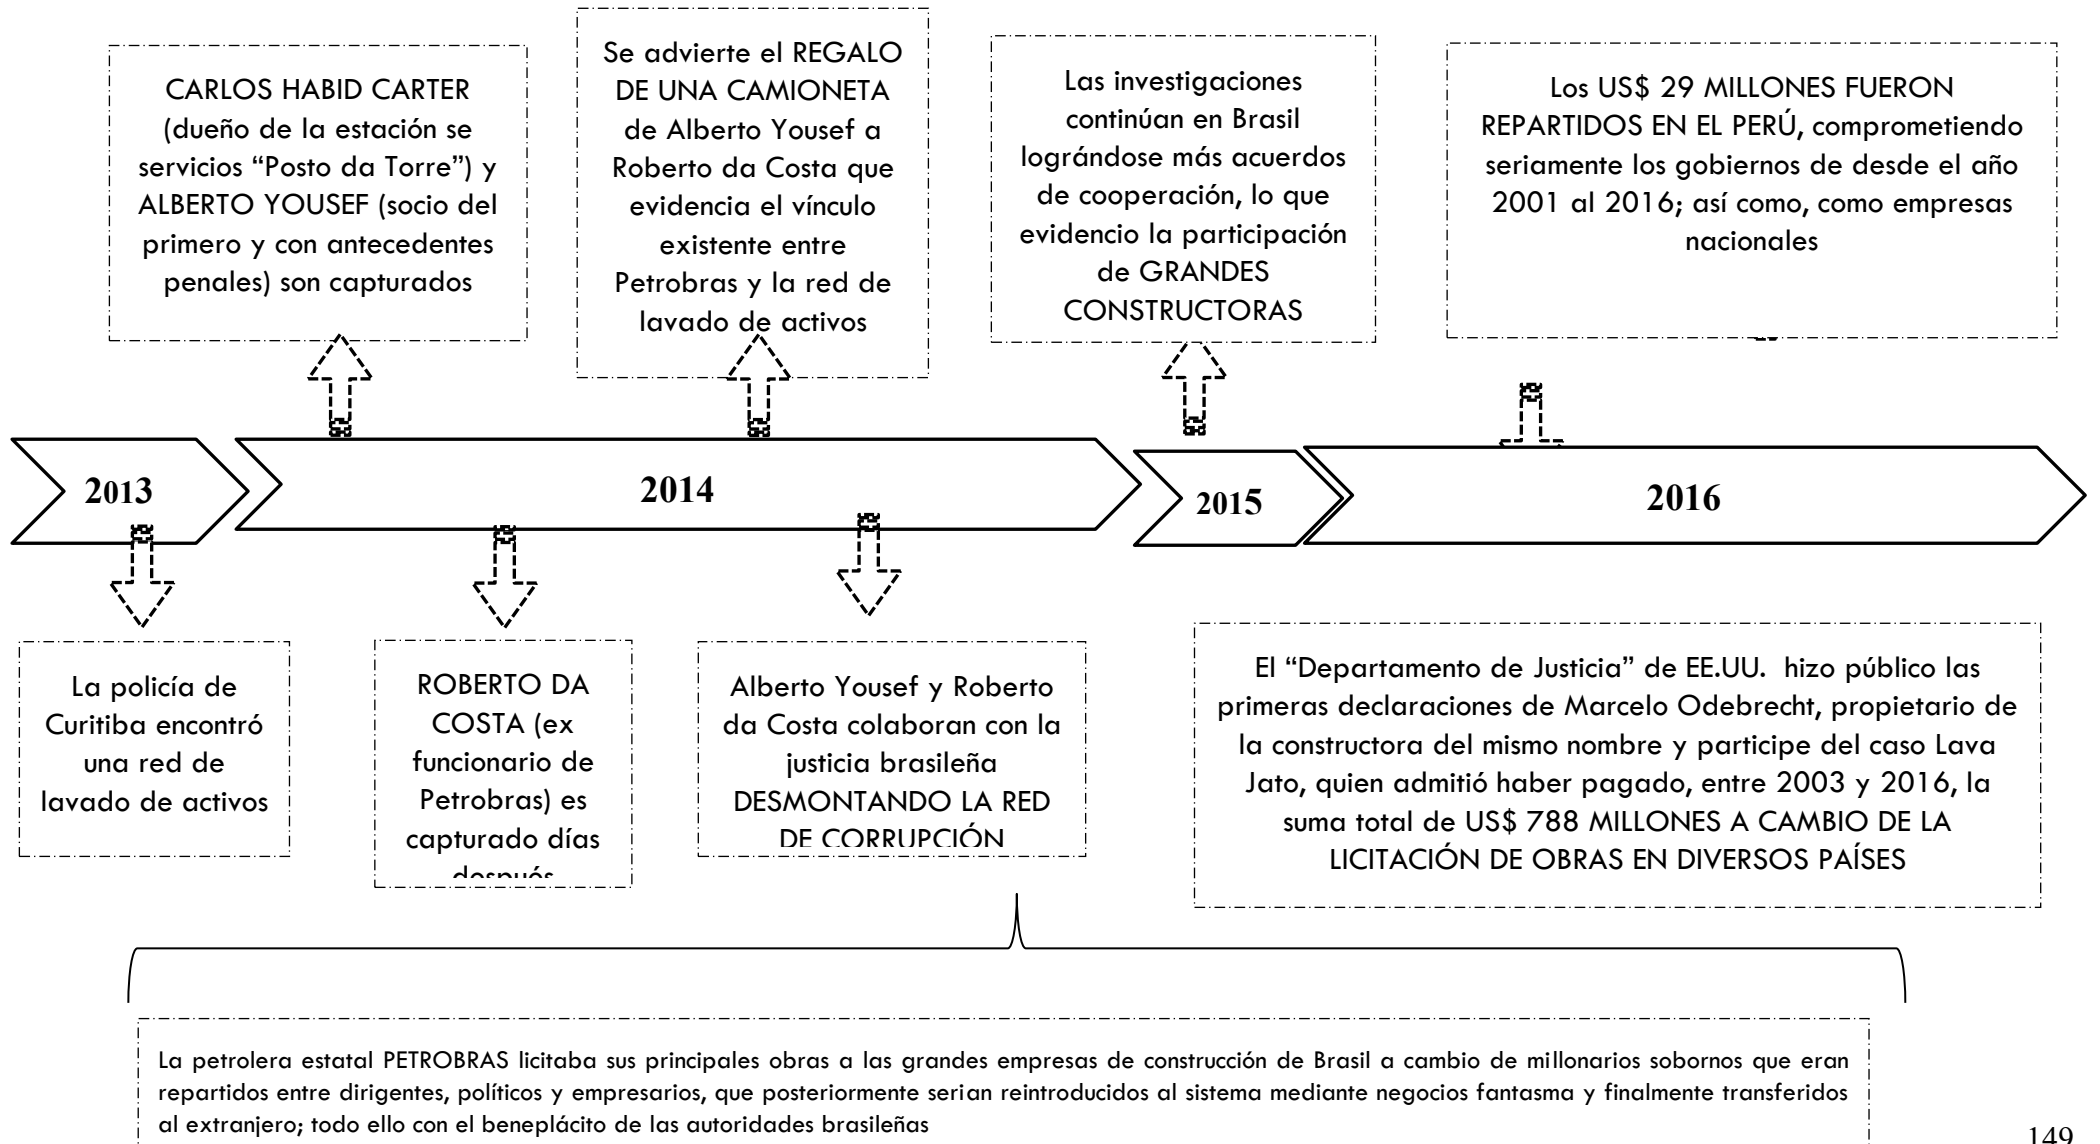 CARLOS HABID CARTER
(dueño de la estación se
servicios “Posto da Torre”) y
ALBERTO YOUSEF (socio del
primero y con antecedentes
penales) son capturados
Se advierte el REGALO
DE UNA CAMIONETA
de Alberto Yousef a
Roberto da Costa que
evidencia el vínculo
existente entre
Petrobras y la red de
lavado de activos
Las investigaciones
continúan en Brasil
lográndose más acuerdos
de cooperación, lo que
evidencio la participación
de GRANDES
CONSTRUCTORAS
Los US$ 29 MILLONES FUERON
REPARTIDOS EN EL PERÚ, comprometiendo
seriamente los gobiernos de desde el año
2001 al 2016; así como, como empresas
nacionales
2013
2014
2015
2016
La policía de
Curitiba encontró
una red de
lavado de activos
ROBERTO DA
COSTA (ex
funcionario de
Petrobras) es
capturado días
después
Alberto Yousef y Roberto
da Costa colaboran con la
justicia brasileña
DESMONTANDO LA RED
DE CORRUPCIÓN
El “Departamento de Justicia” de EE.UU. hizo público las
primeras declaraciones de Marcelo Odebrecht, propietario de
la constructora del mismo nombre y participe del caso Lava
Jato, quien admitió haber pagado, entre 2003 y 2016, la
suma total de US$ 788 MILLONES A CAMBIO DE LA
LICITACIÓN DE OBRAS EN DIVERSOS PAÍSES
La petrolera estatal PETROBRAS licitaba sus principales obras a las grandes empresas de construcción de Brasil a cambio de millonarios sobornos que eran
repartidos entre dirigentes, políticos y empresarios, que posteriormente serian reintroducidos al sistema mediante negocios fantasma y finalmente transferidos
al extranjero; todo ello con el beneplácito de las autoridades brasileñas
149